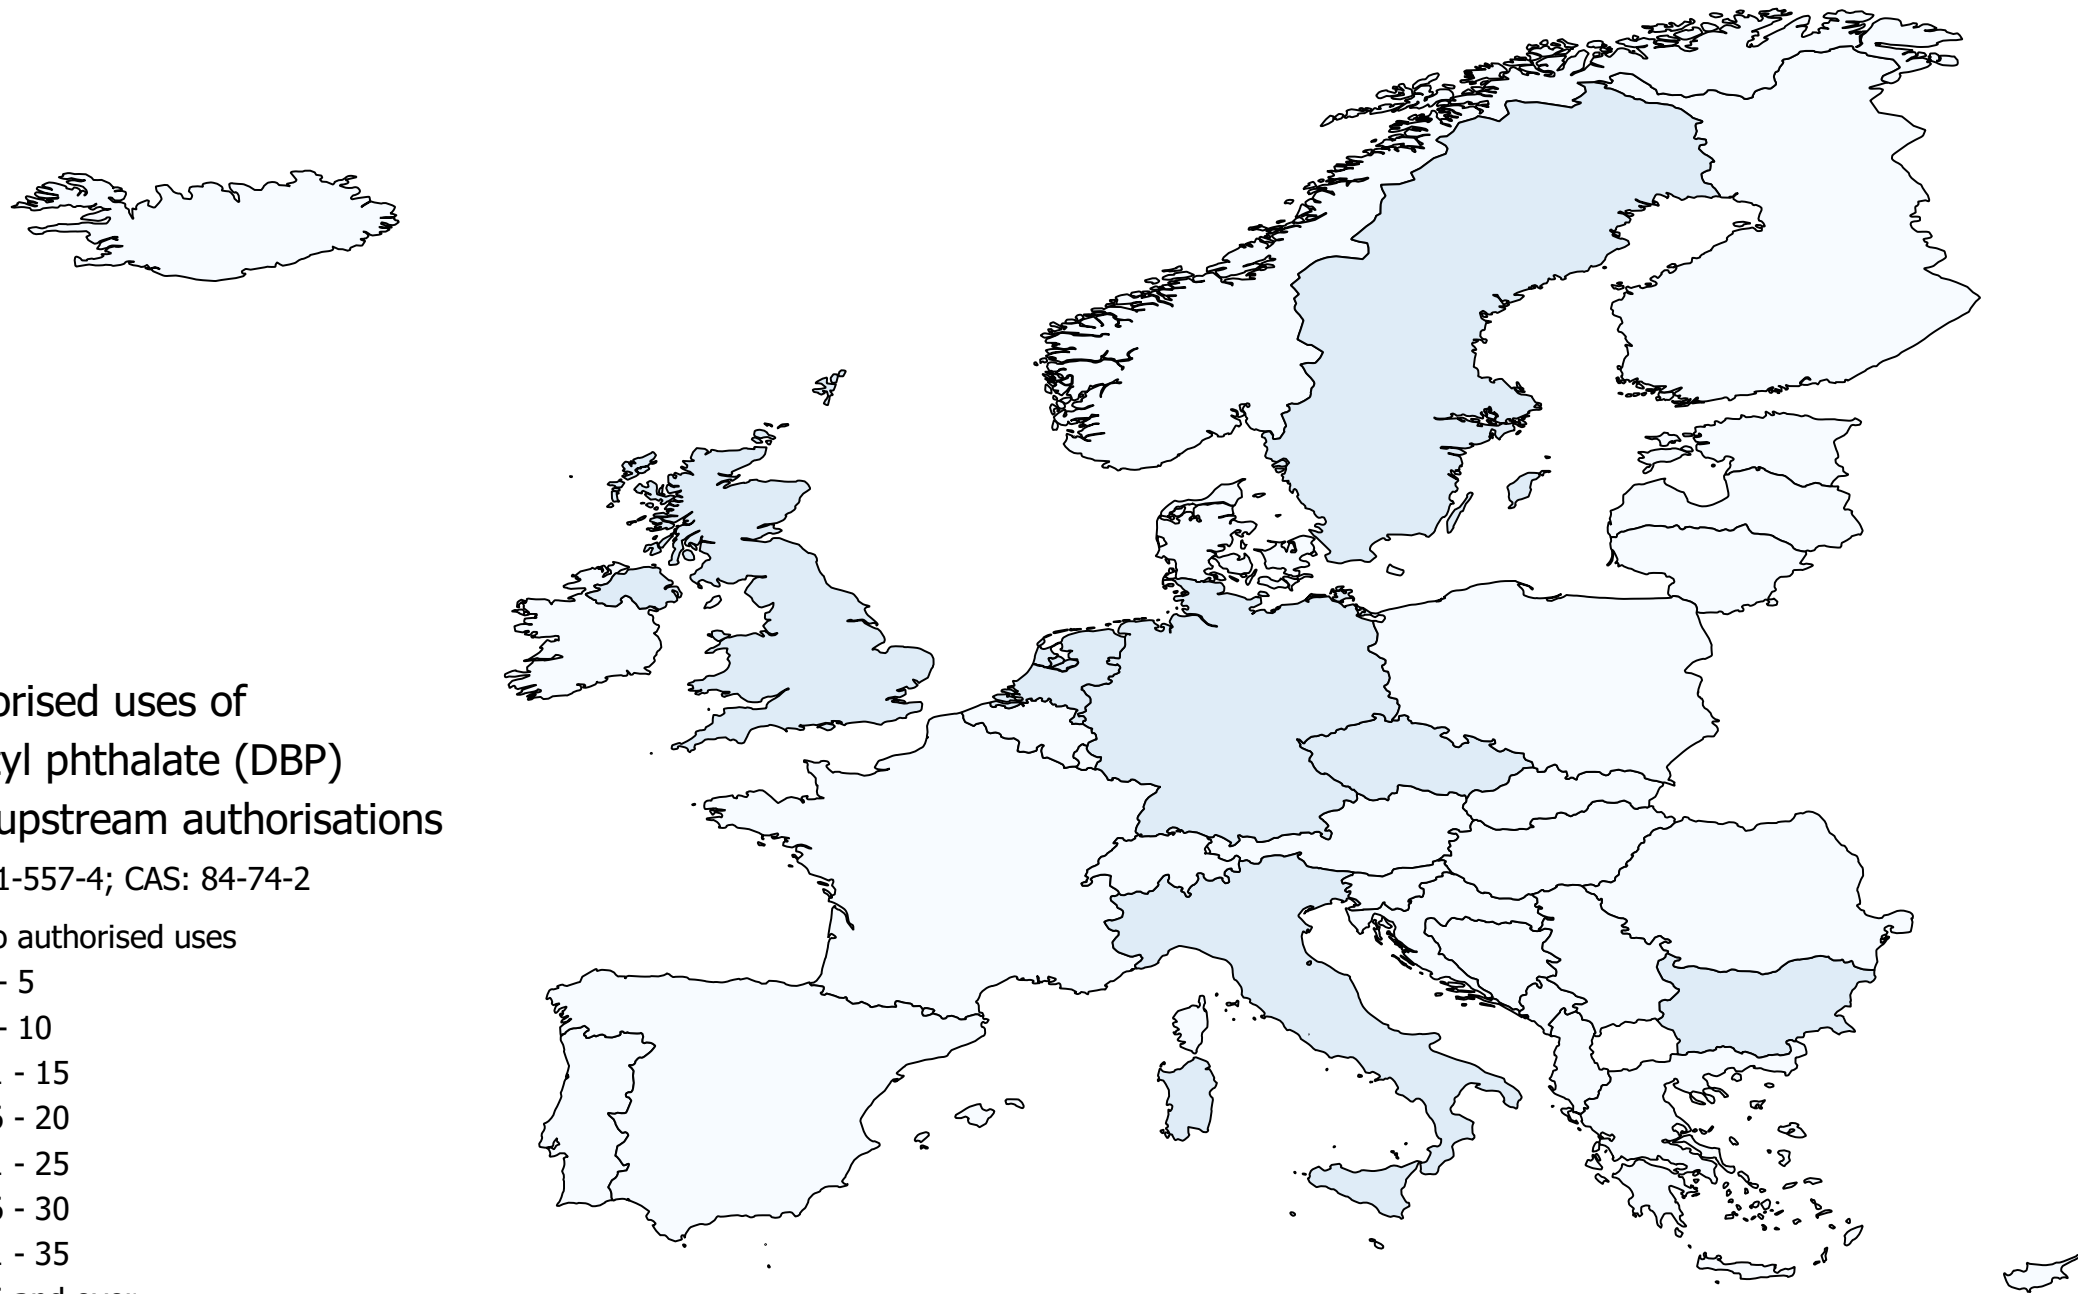 orised uses of
yl phthalate (DBP)
upstream authorisations
1-557-4; CAS: 84-74-2
o authorised uses
- 5
- 10
- 15
- 20
- 25
- 30
- 35